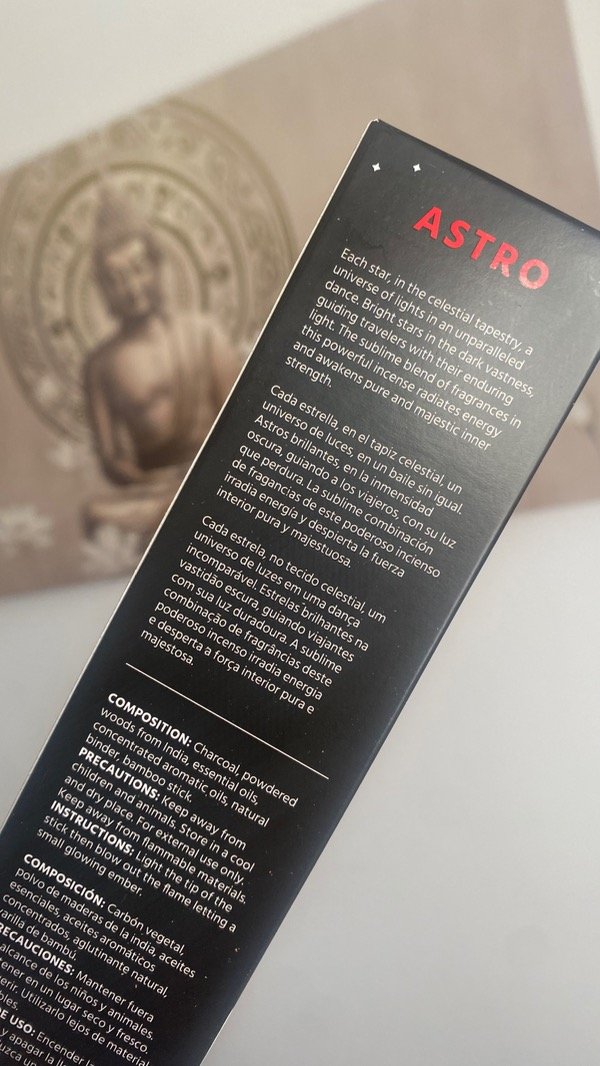 ASTRO
Each star, in the celestial tapestry, a
universe of lights in an unparalleled
dance. Bright stars in the dark vastness,
guiding travelers with their enduring
light. The sublime blend of fragrances in
this powerful incense radiates energy
and awakens pure and majestic inner
strength.
Cada estrella, en el tapiz celestial, un
universo de luces, en un baile sin igual.
Astros brillantes, en la inmensidad
oscura, guiando a los viajeros, con su luz
que perdura. La sublime combinación
de fragancias de este poderoso incienso
irradia energía y despierta la fuerza
interior pura y majestuosa.
Cada estrela, no tecido celestial, um
universo de luzes em uma dança
incomparável. Estrelas brilhantes na
vastidão escura, guiando viajantes
com sua luz duradoura. A sublime
combinação de fragrâncias deste
poderoso incenso irradia energia
e desperta a força interior pura e
majestosa.
COMPOSITION: Charcoal, powdered
woods from India, essential oils,
concentrated aromatic oils, natural
binder, bamboo stick.
PRECAUTIONS: Keep away from
children and animals. Store in a cool
and dry place. For external use only.
Keep away from flammable materials.
INSTRUCTIONS: Light the tip of the
stick then blow out the flame letting a
small glowing ember.
COMPOSICIÓN: Carbón vegetal,
polvo de maderas de la india, aceites
esenciales, aceites aromáticos
concentrados, aglutinante natural,
varilla de bambú.
RECAUCIONES: Mantener fuera
alcance de los niños y animales.
ener en un lugar seco y fresco.
erir. Utilizarlo lejos de material
bles.
DE USO: Encender l
y apagar la ll
uzca un